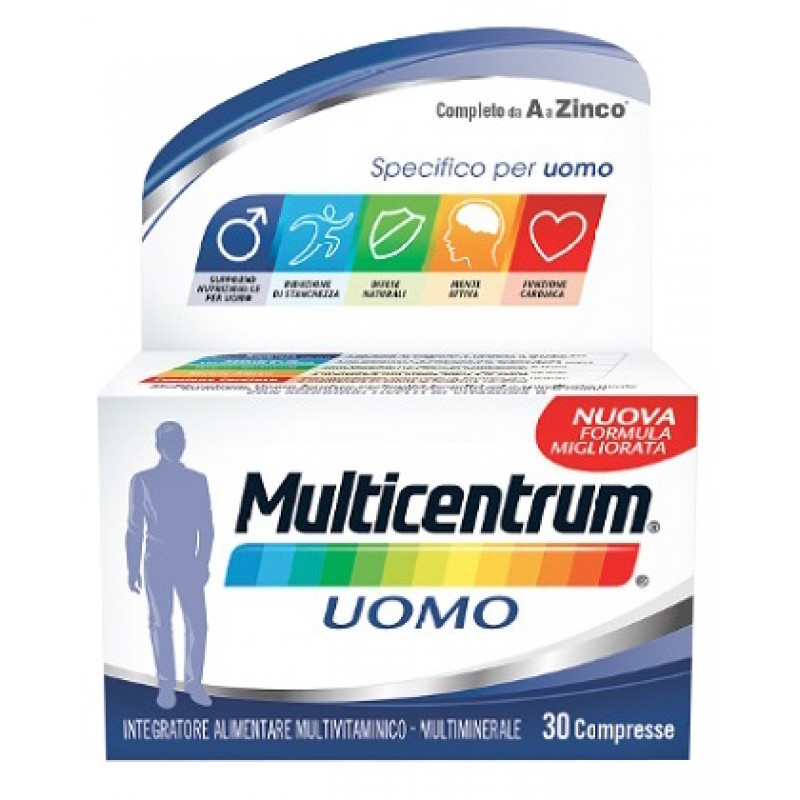 Completo da A a Zinco®
Specifico per uomo
SUPPORTO NUTRIZIONALE PER UOMO
RIDUZIONE DI STANCHEZZA
DIFESE NATURALI
MENTE ATTIVA
FUNZIONE CARDIACA
NUOVA
FORMULA
MIGLIORATA
Multicentrum®
®
UOMO
INTEGRATORE ALIMENTARE MULTIVITAMINICO - MULTIMINERALE 30 Compresse